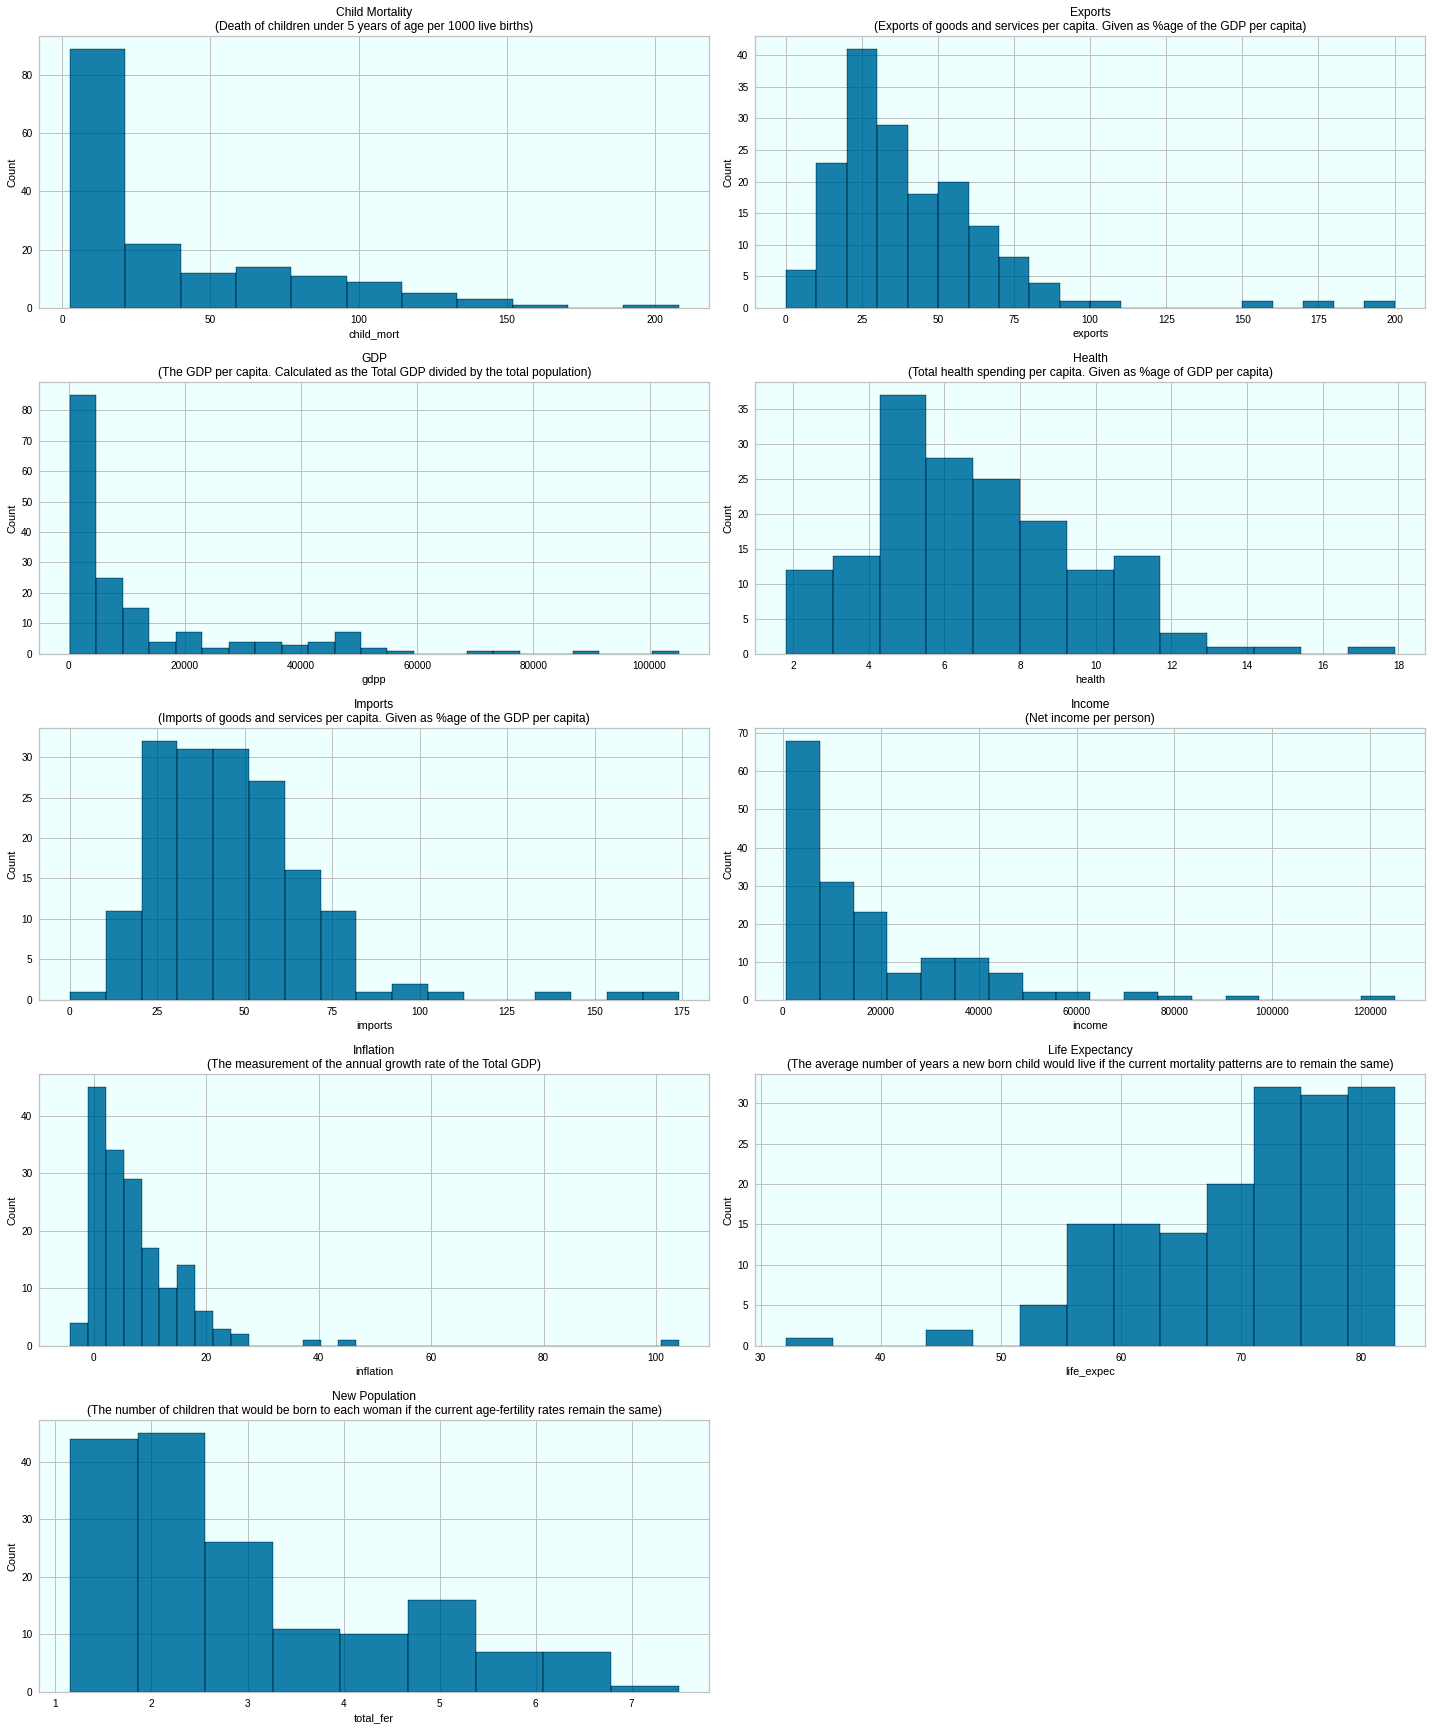 Child Mortality
(Death of children under 5 years of age per 1000 live births)
Count
80
60
40
20
0
0 50 100 150 200
child_mort
Exports
(Exports of goods and services per capita. Given as %age of the GDP per capita)
Count
40
35
30
25
20
15
10
5
0
0 25 50 75 100 125 150 175 200
exports
GDP
(The GDP per capita. Calculated as the Total GDP divided by the total population)
Count
80
70
60
50
40
30
20
10
0
0 20000 40000 60000 80000 100000
gdpp
Health
(Total health spending per capita. Given as %age of GDP per capita)
Count
35
30
25
20
15
10
5
0
2 4 6 8 10 12 14 16 18
health
Imports
(Imports of goods and services per capita. Given as %age of the GDP per capita)
Count
30
25
20
15
10
5
0
0 25 50 75 100 125 150 175
imports
Income
(Net income per person)
Count
70
60
50
40
30
20
10
0
0 20000 40000 60000 80000 100000 120000
income
Inflation
(The measurement of the annual growth rate of the Total GDP)
Count
40
30
20
10
0
0 20 40 60 80 100
inflation
Life Expectancy
(The average number of years a new born child would live if the current mortality patterns are to remain the same)
Count
30
25
20
15
10
5
0
30 40 50 60 70 80
life_expec
New Population
(The number of children that would be born to each woman if the current age-fertility rates remain the same)
Count
40
30
20
10
0
1 2 3 4 5 6 7
total_fer